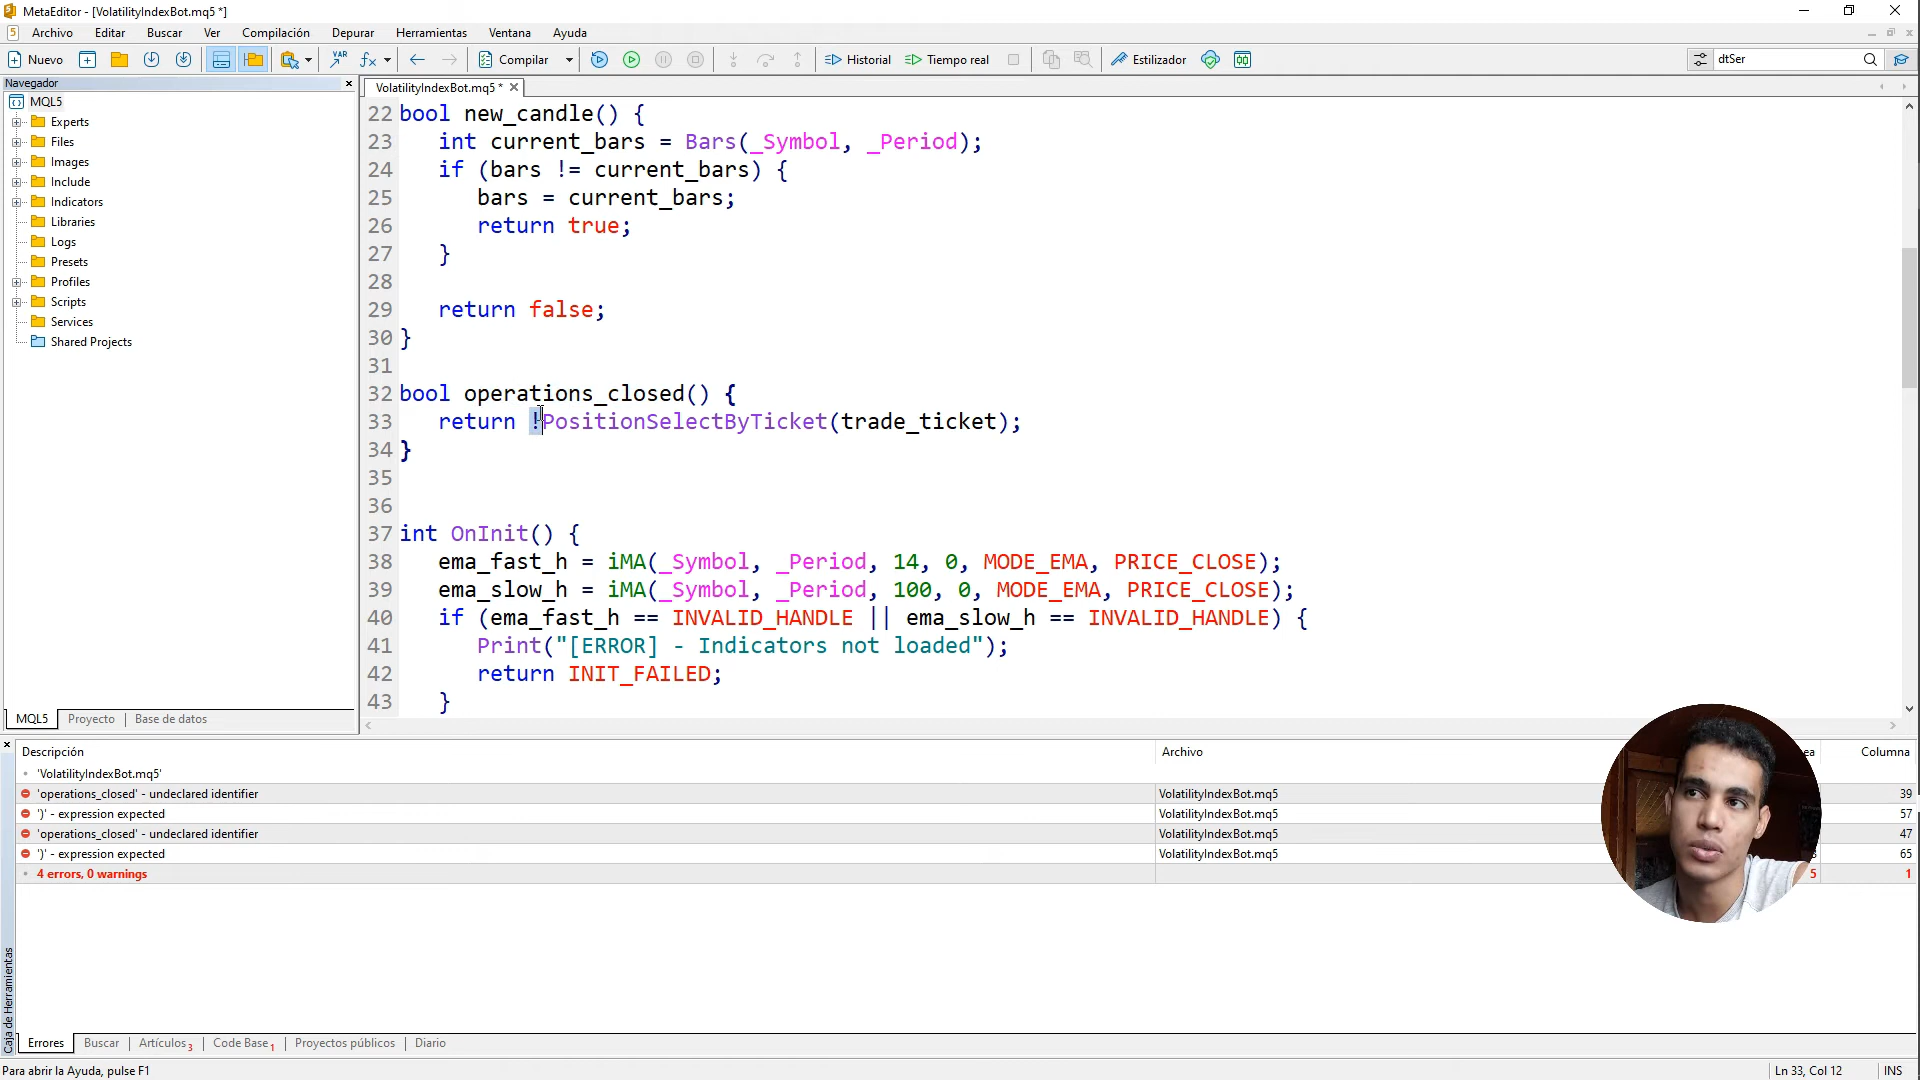 MetaEditor - [VolatilityIndexBot.mq5 *]
Archivo Editar Buscar Ver Compilación Depurar Herramientas Ventana Ayuda
Nuevo Compilar Historial Tiempo real Estilizador dtSer
Navegador
MQL5
Experts
Files
Images
Include
Indicators
Libraries
Logs
Presets
Profiles
Scripts
Services
Shared Projects
MQL5 Proyecto Base de datos
VolatilityIndexBot.mq5 *
22 bool new_candle() {
23 int current_bars = Bars(_Symbol, _Period);
24 if (bars != current_bars) {
25 bars = current_bars;
26 return true;
27 }
28
29 return false;
30 }
31
32 bool operations_closed() {
33 return !PositionSelectByTicket(trade_ticket);
34 }
35
36
37 int OnInit() {
38 ema_fast_h = iMA(_Symbol, _Period, 14, 0, MODE_EMA, PRICE_CLOSE);
39 ema_slow_h = iMA(_Symbol, _Period, 100, 0, MODE_EMA, PRICE_CLOSE);
40 if (ema_fast_h == INVALID_HANDLE || ema_slow_h == INVALID_HANDLE) {
41 Print("[ERROR] - Indicators not loaded");
42 return INIT_FAILED;
43 }
Descripción Archivo Columna
'VolatilityIndexBot.mq5'
'operations_closed' - undeclared identifier VolatilityIndexBot.mq5 39
')' - expression expected VolatilityIndexBot.mq5 57
'operations_closed' - undeclared identifier VolatilityIndexBot.mq5 47
')' - expression expected VolatilityIndexBot.mq5 65
4 errors, 0 warnings 5 1
Caja de Herramientas
Errores Buscar Artículos 3 Code Base 1 Proyectos públicos Diario
Para abrir la Ayuda, pulse F1 Ln 33, Col 12 INS